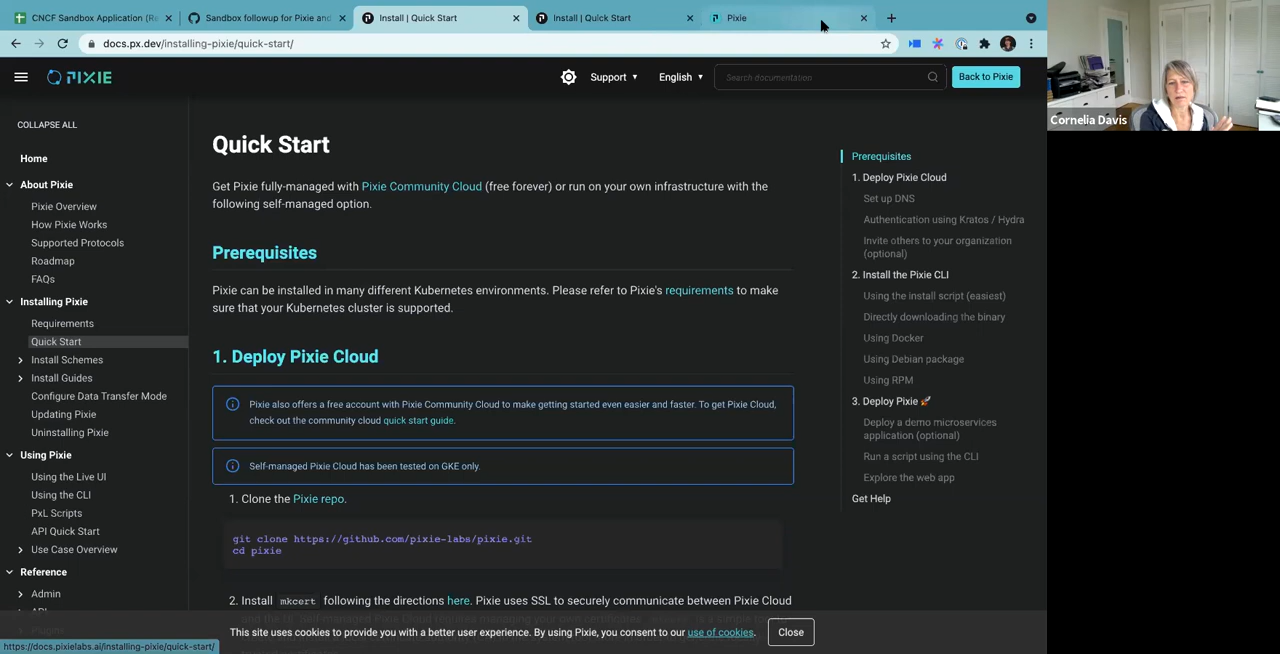 CNCF Sandbox Application (Re
Sandbox followup for Pixie and
Install | Quick Start
Install | Quick Start
Pixie
docs.px.dev/installing-pixie/quick-start/
PIXIE
Support
English
Search documentation
Back to Pixie
Cornelia Davis
COLLAPSE ALL
Home
About Pixie
Pixie Overview
How Pixie Works
Supported Protocols
Roadmap
FAQs
Installing Pixie
Requirements
Quick Start
Install Schemes
Install Guides
Configure Data Transfer Mode
Updating Pixie
Uninstalling Pixie
Using Pixie
Using the Live UI
Using the CLI
PxL Scripts
API Quick Start
Use Case Overview
Reference
Admin
API
Quick Start
Get Pixie fully-managed with Pixie Community Cloud (free forever) or run on your own infrastructure with the
following self-managed option.
Prerequisites
Pixie can be installed in many different Kubernetes environments. Please refer to Pixie's requirements to make
sure that your Kubernetes cluster is supported.
1. Deploy Pixie Cloud
Pixie also offers a free account with Pixie Community Cloud to make getting started even easier and faster. To get Pixie Cloud,
check out the community cloud quick start guide.
Self-managed Pixie Cloud has been tested on GKE only.
1. Clone the Pixie repo.
git clone https://github.com/pixie-labs/pixie.git
cd pixie
2. Install mkcert following the directions here. Pixie uses SSL to securely communicate between Pixie Cloud
Prerequisites
1. Deploy Pixie Cloud
Set up DNS
Authentication using Kratos / Hydra
Invite others to your organization
(optional)
2. Install the Pixie CLI
Using the install script (easiest)
Directly downloading the binary
Using Docker
Using Debian package
Using RPM
3. Deploy Pixie 🚀
Deploy a demo microservices
application (optional)
Run a script using the CLI
Explore the web app
Get Help
This site uses cookies to provide you with a better user experience. By using Pixie, you consent to our use of cookies.
Close
https://docs.pixielabs.ai/installing-pixie/quick-start/